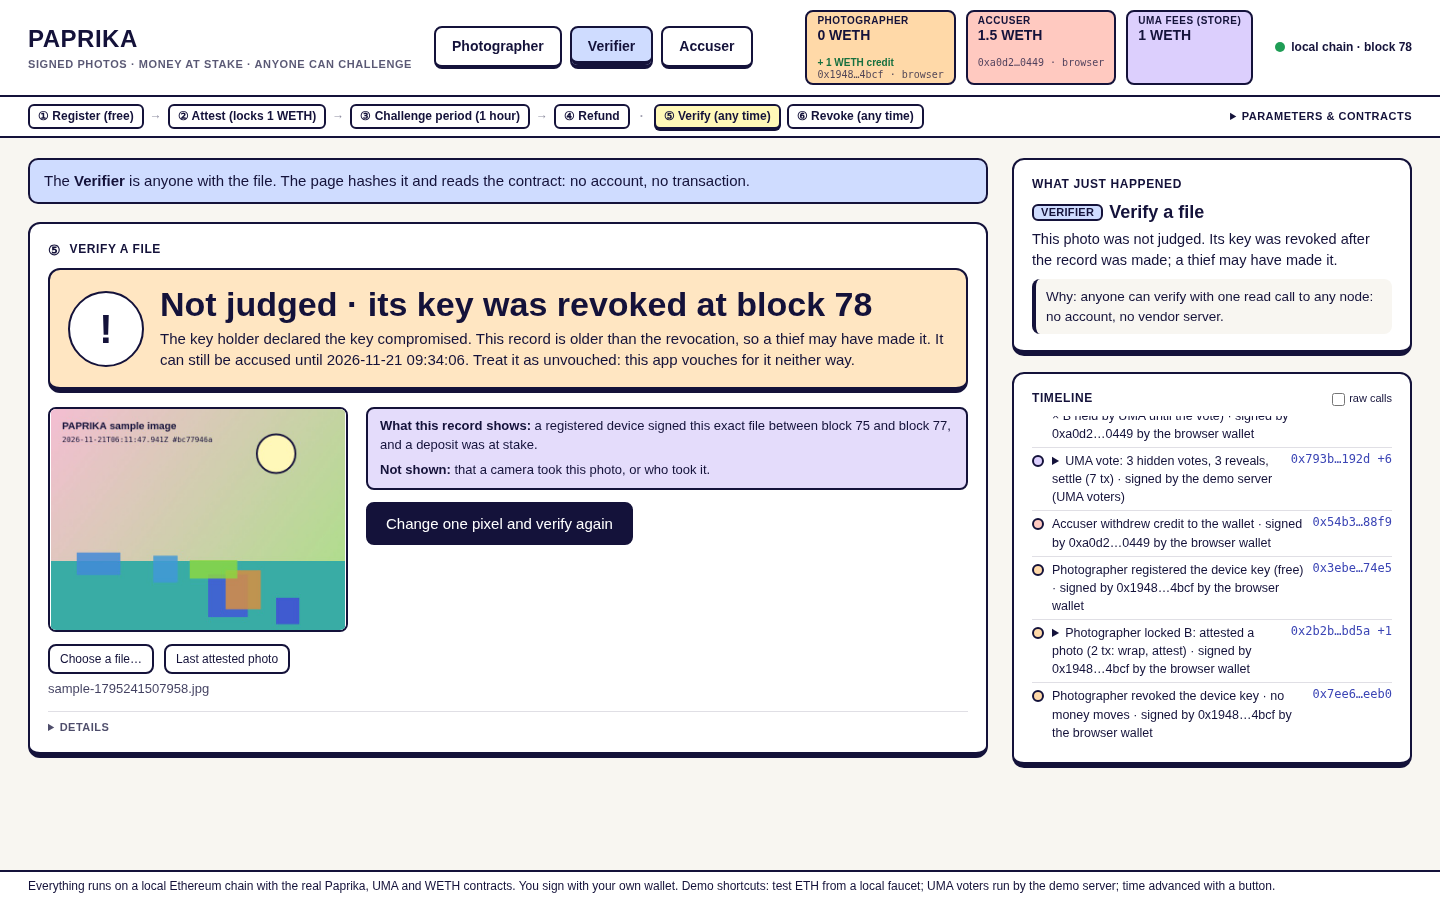 PAPRIKA
SIGNED PHOTOS · MONEY AT STAKE · ANYONE CAN CHALLENGE
Photographer
Verifier
Accuser
PHOTOGRAPHER
0 WETH
+ 1 WETH credit
0x1948…4bcf · browser
ACCUSER
1.5 WETH
0xa0d2…0449 · browser
UMA FEES (STORE)
1 WETH
local chain · block 78
① Register (free) → ② Attest (locks 1 WETH) → ③ Challenge period (1 hour) → ④ Refund · ⑤ Verify (any time) ⑥ Revoke (any time)
▶ PARAMETERS & CONTRACTS
The Verifier is anyone with the file. The page hashes it and reads the contract: no account, no transaction.
⑤ VERIFY A FILE
!
Not judged · its key was revoked at block 78
The key holder declared the key compromised. This record is older than the revocation, so a thief may have made it. It
can still be accused until 2026-11-21 09:34:06. Treat it as unvouched: this app vouches for it neither way.
PAPRIKA sample image
2026-11-21T06:11:47.941Z #bc77946a
What this record shows: a registered device signed this exact file between block 75 and block 77,
and a deposit was at stake.
Not shown: that a camera took this photo, or who took it.
Change one pixel and verify again
Choose a file…
Last attested photo
sample-1795241507958.jpg
▶ DETAILS
WHAT JUST HAPPENED
VERIFIER Verify a file
This photo was not judged. Its key was revoked after
the record was made; a thief may have made it.
Why: anyone can verify with one read call to any node:
no account, no vendor server.
TIMELINE
raw calls
× B held by UMA until the vote) · signed by
0xa0d2…0449 by the browser wallet
▶ UMA vote: 3 hidden votes, 3 reveals, 0x793b…192d +6
settle (7 tx) · signed by the demo server
(UMA voters)
Accuser withdrew credit to the wallet · signed 0x54b3…88f9
by 0xa0d2…0449 by the browser wallet
Photographer registered the device key (free) 0x3ebe…74e5
· signed by 0x1948…4bcf by the browser
wallet
▶ Photographer locked B: attested a 0x2b2b…bd5a +1
photo (2 tx: wrap, attest) · signed by
0x1948…4bcf by the browser wallet
Photographer revoked the device key · no 0x7ee6…eeb0
money moves · signed by 0x1948…4bcf by
the browser wallet
Everything runs on a local Ethereum chain with the real Paprika, UMA and WETH contracts. You sign with your own wallet. Demo shortcuts: test ETH from a local faucet; UMA voters run by the demo server; time advanced with a button.